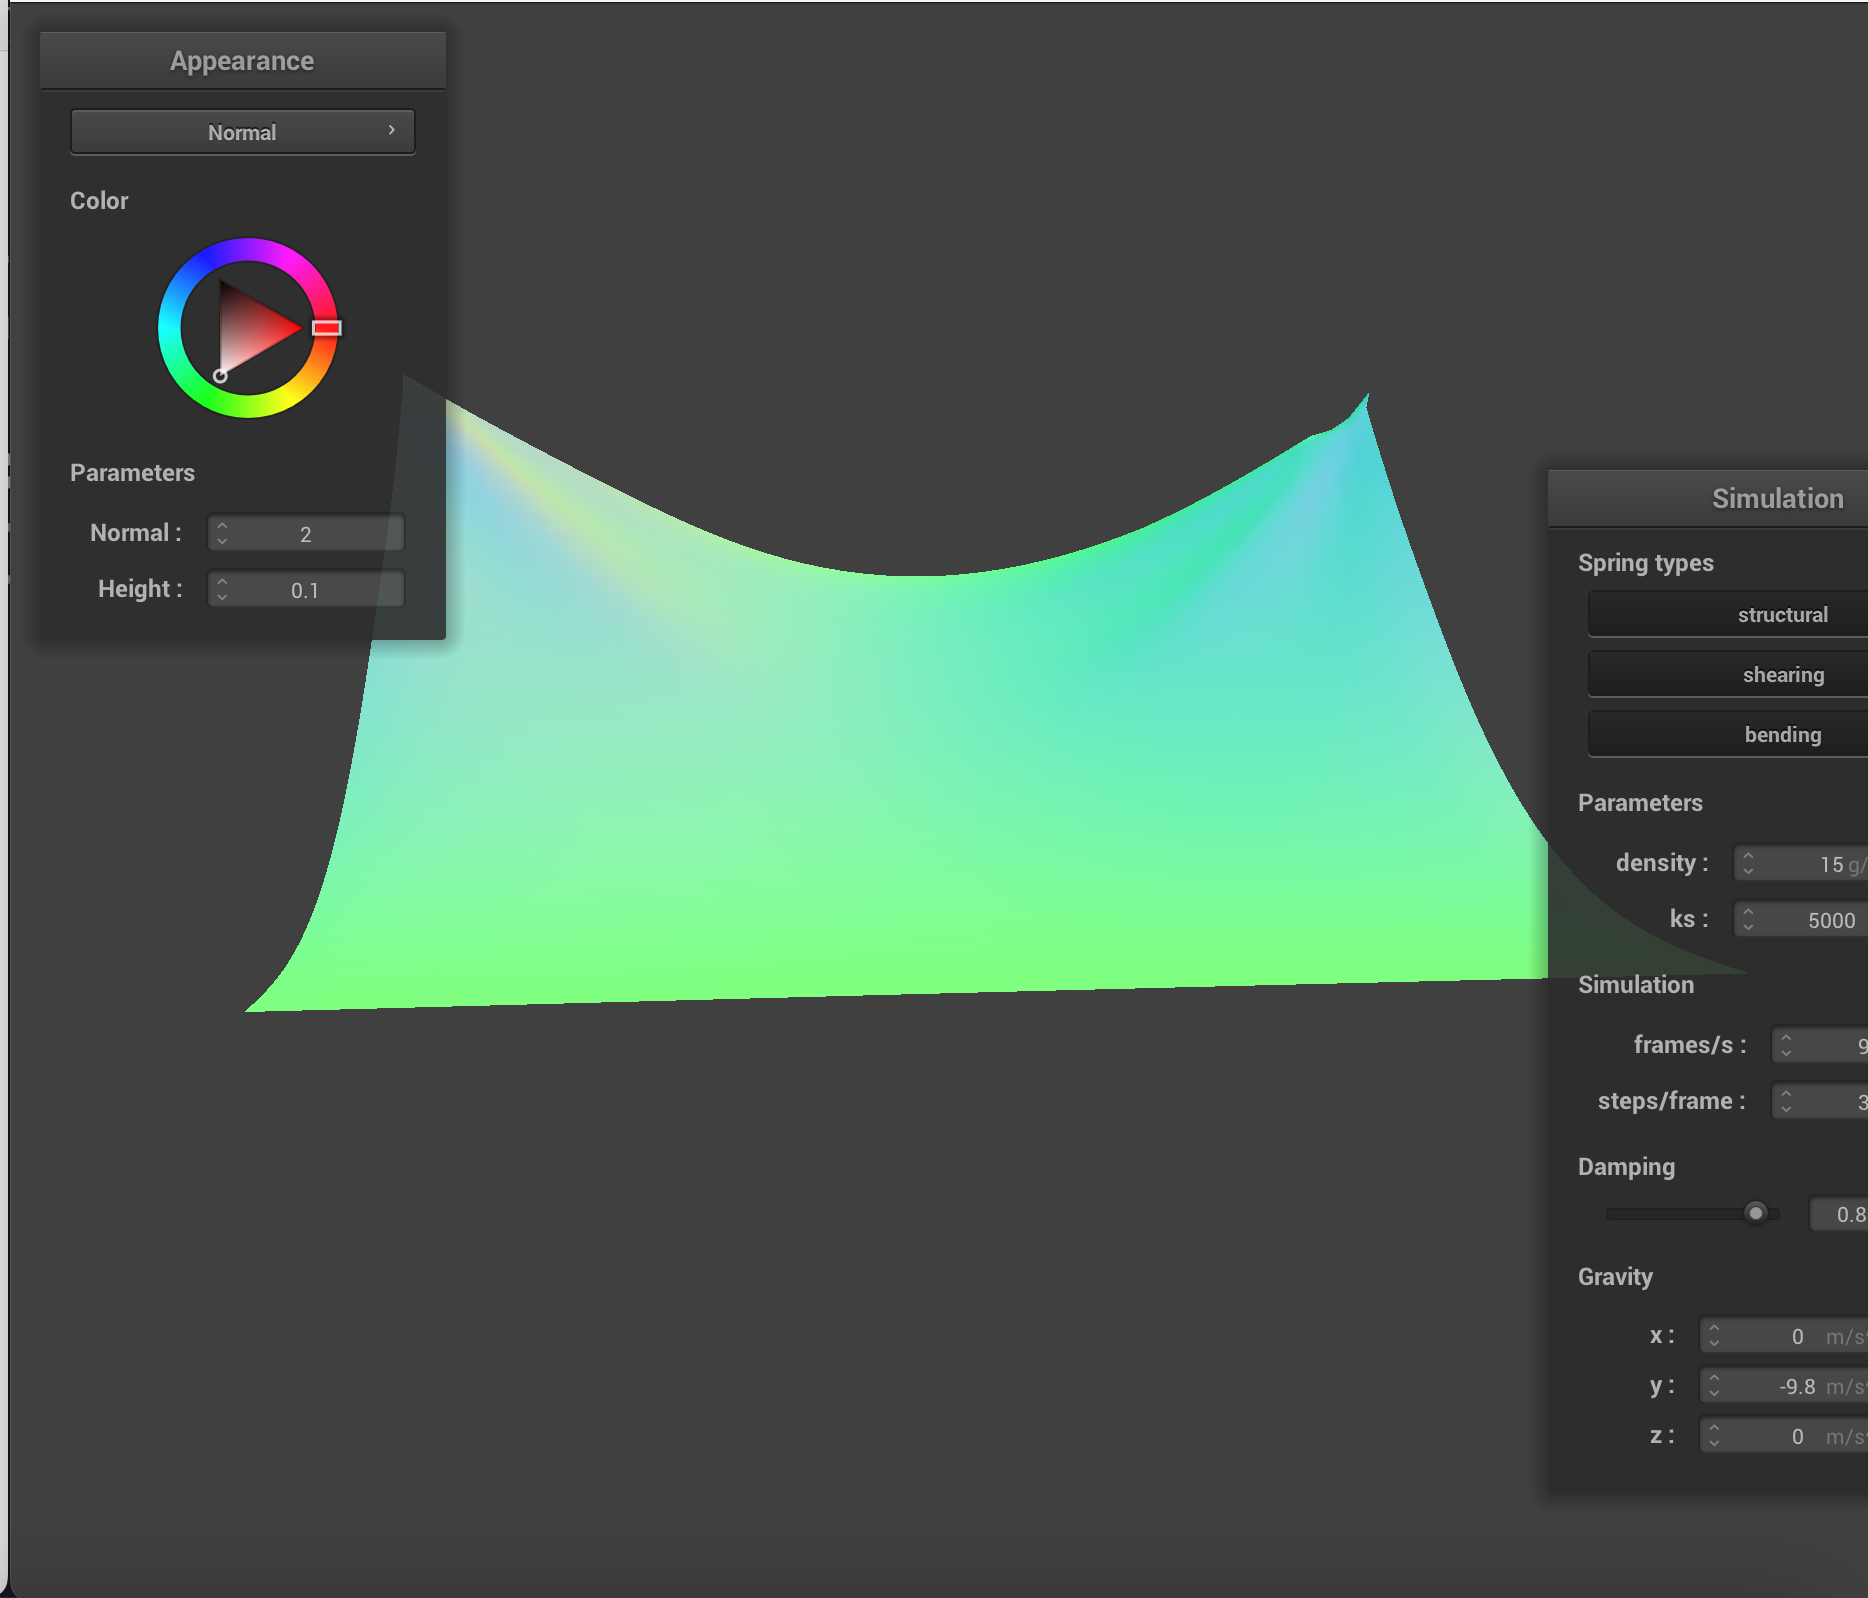 Appearance
Normal
Color
Parameters
Normal : 2
Height : 0.1
Simulation
Spring types
structural
shearing
bending
Parameters
density : 15 g/
ks : 5000
Simulation
frames/s : 9
steps/frame : 3
Damping
0.8
Gravity
x : 0 m/s
y : -9.8 m/s
z : 0 m/s